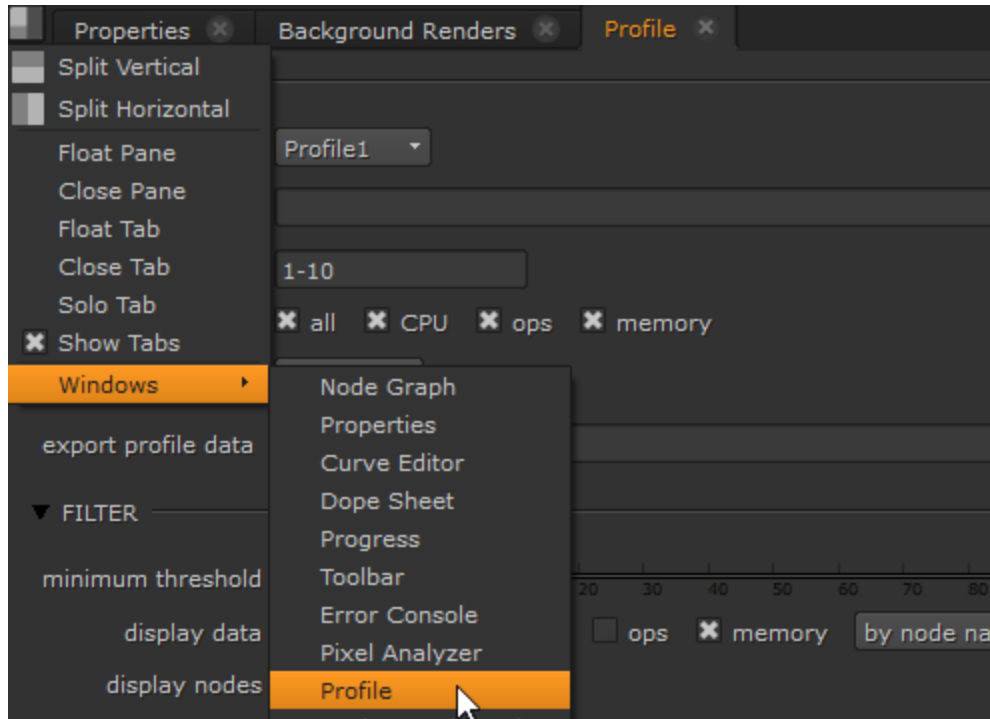 Properties Background Renders Profile
Split Vertical
Split Horizontal
Float Pane Profile1
Close Pane
Float Tab
Close Tab 1-10
Solo Tab
all CPU ops memory
Show Tabs
Windows
Node Graph
Properties
export profile data
Curve Editor
Dope Sheet
FILTER
Progress
minimum threshold Toolbar 20 30 40 50 60 70 80
Error Console
display data ops memory by node na
Pixel Analyzer
display nodes Profile